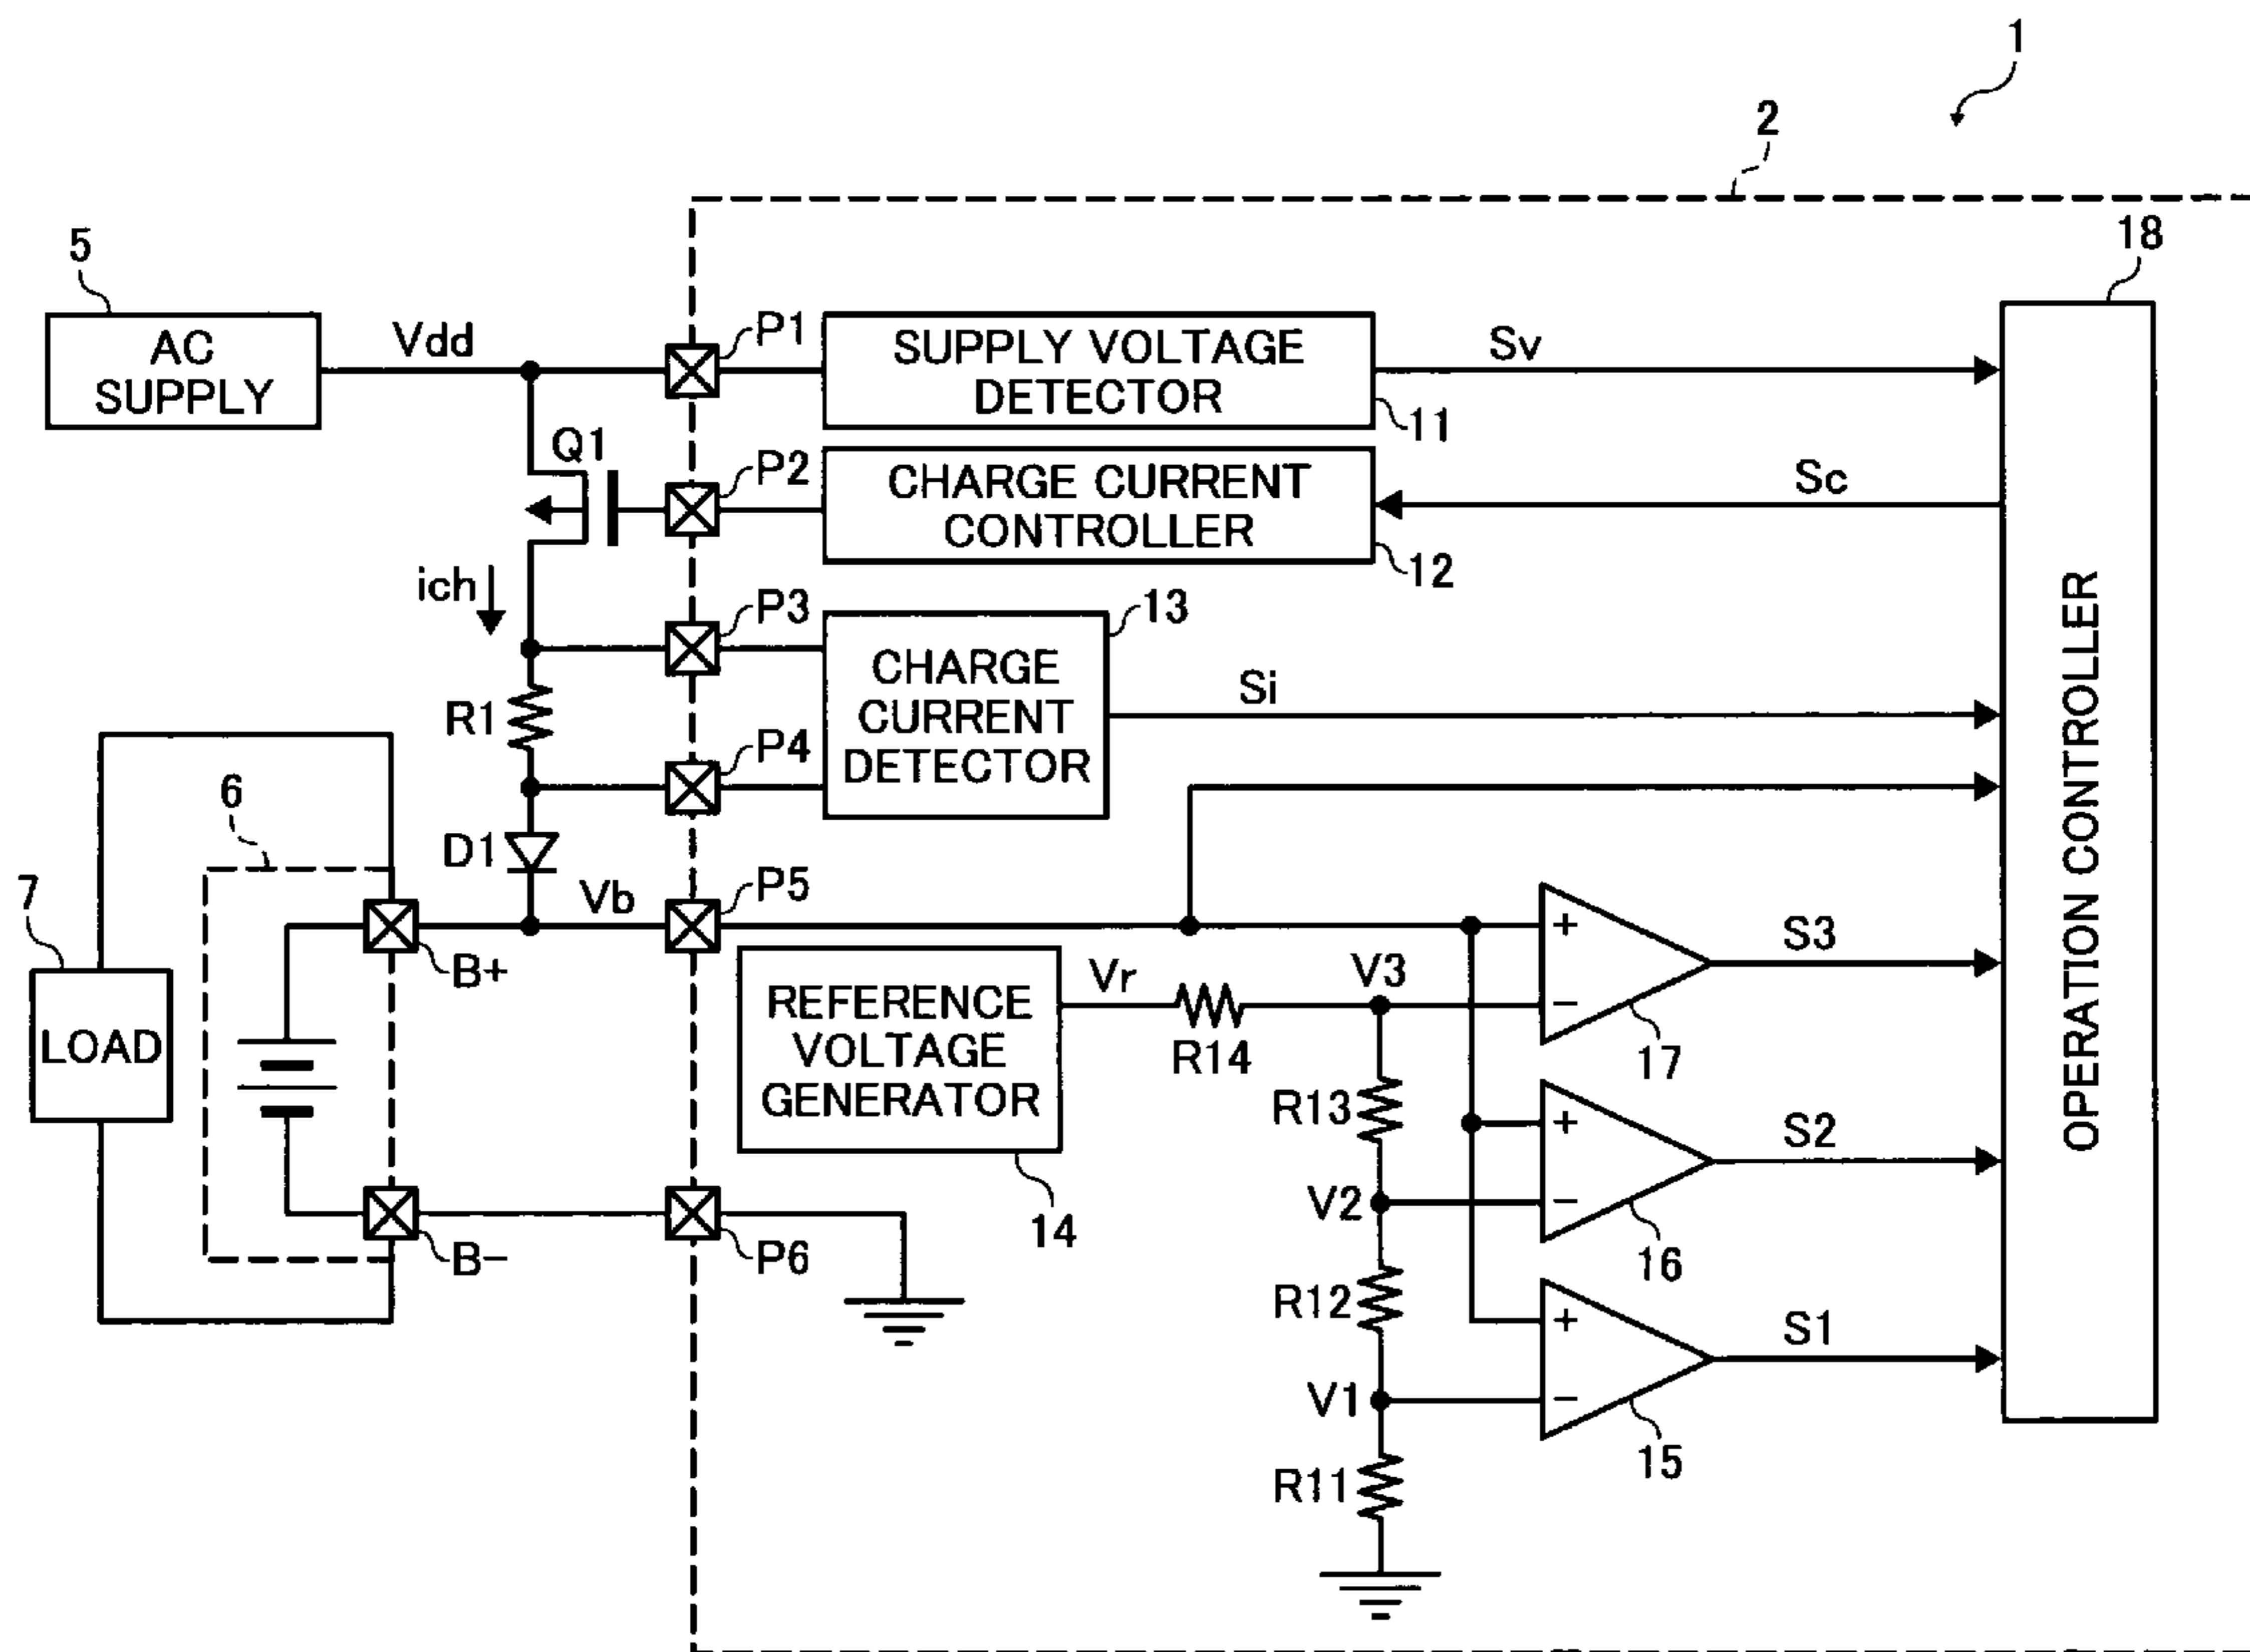 1
2
18
5
AC
SUPPLY
Vdd
P1
SUPPLY VOLTAGE
DETECTOR
11
Sv
Q1
P2
CHARGE CURRENT
CONTROLLER
12
Sc
ich
P3
13
CHARGE
CURRENT
DETECTOR
Si
R1
P4
OPERATION CONTROLLER
6
D1
7
Vb
P5
B+
LOAD
REFERENCE
VOLTAGE
GENERATOR
14
Vr
R14
V3
+
−
17
S3
R13
+
−
16
S2
V2
B−
P6
R12
+
−
15
S1
V1
R11